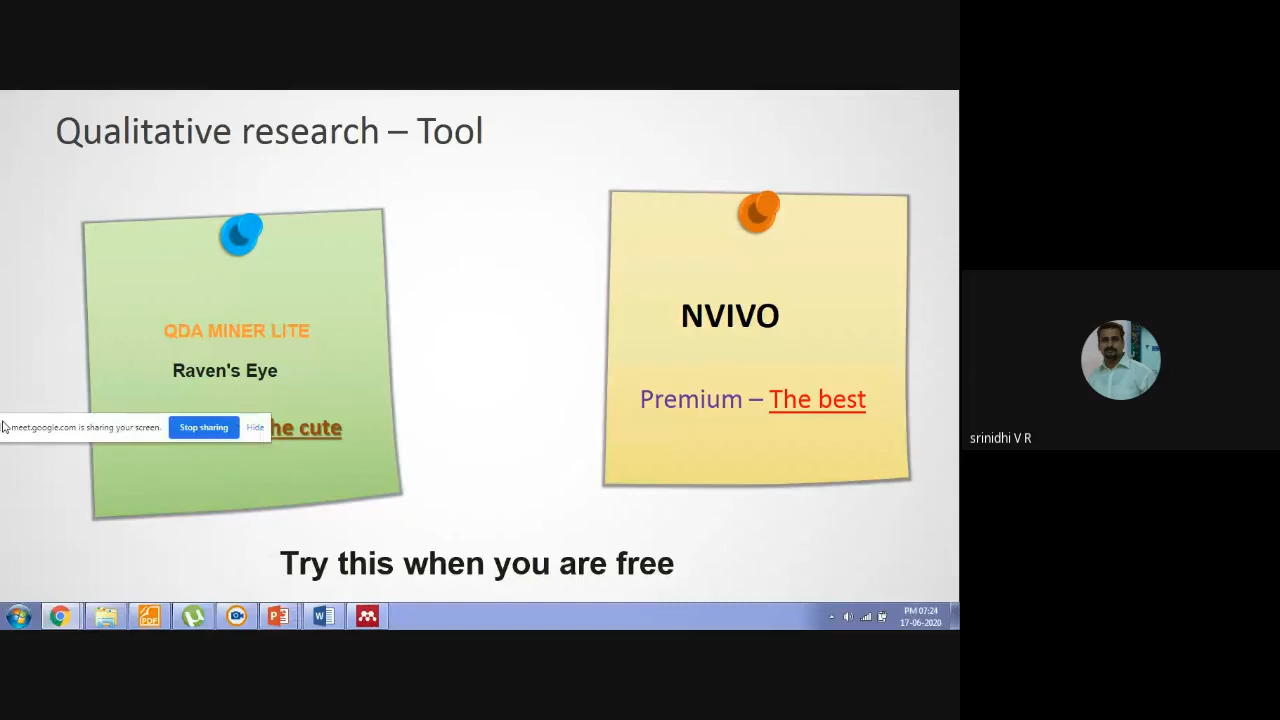 Qualitative research – Tool
QDA MINER LITE
Raven's Eye
meet.google.com is sharing your screen.
Stop sharing
Hide
he cute
NVIVO
Premium – The best
Try this when you are free
srinidhi V R
PDF
PM 07:24
17-06-2020